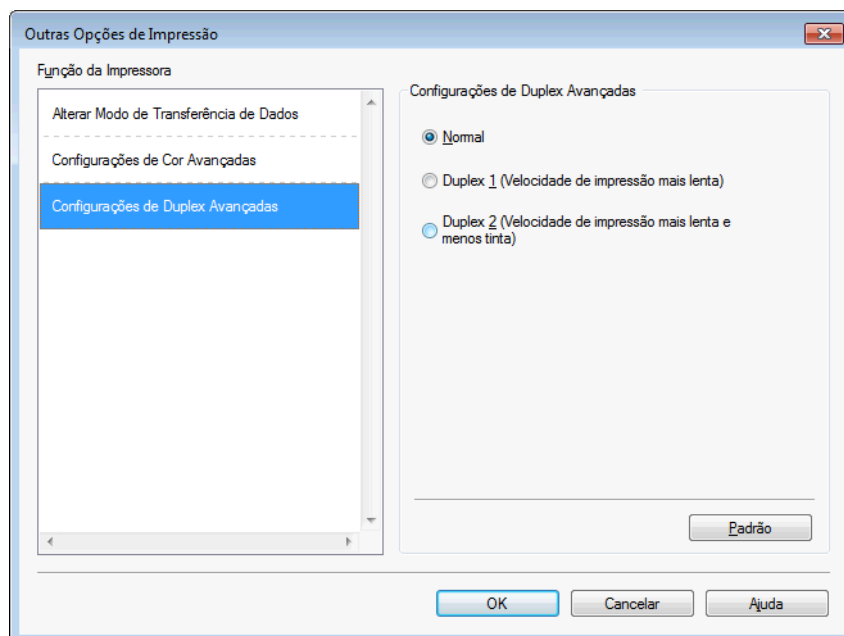 Outras Opções de Impressão
Função da Impressora
Alterar Modo de Transferência de Dados
Configurações de Cor Avançadas
Configurações de Duplex Avançadas
Configurações de Duplex Avançadas
Normal
Duplex 1 (Velocidade de impressão mais lenta)
Duplex 2 (Velocidade de impressão mais lenta e
menos tinta)
Padrão
OK
Cancelar
Ajuda